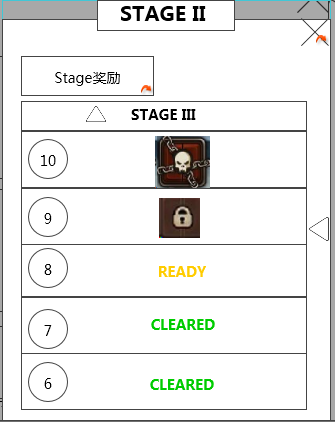 STAGE II
Stage奖励
STAGE III
10
9
8
READY
7
CLEARED
6
CLEARED